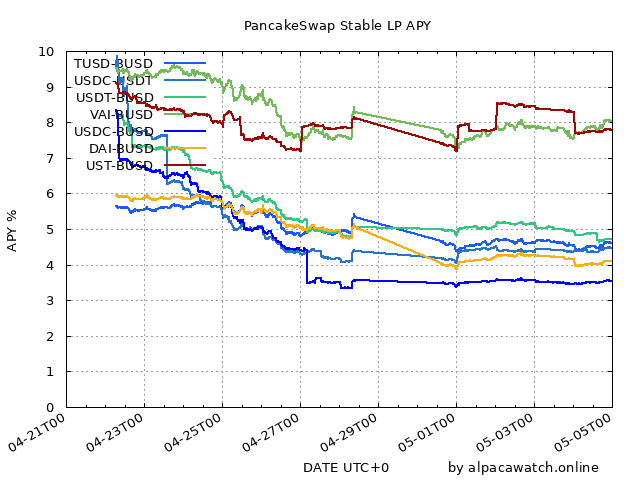 PancakeSwap Stable LP APY
10
9
8
7
6
5
4
3
2
1
0
APY %
TUSD-BUSD
USDC-USDT
USDT-BUSD
VAI-BUSD
USDC-BUSD
DAI-BUSD
UST-BUSD
04-21T00
04-23T00
04-25T00
04-27T00
04-29T00
05-01T00
05-03T00
05-05T00
DATE UTC+0
by alpacawatch.online